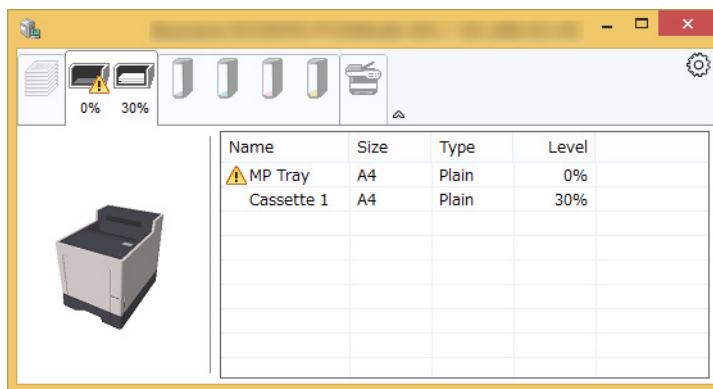 0% 30%
Name Size Type Level
MP Tray A4 Plain 0%
Cassette 1 A4 Plain 30%